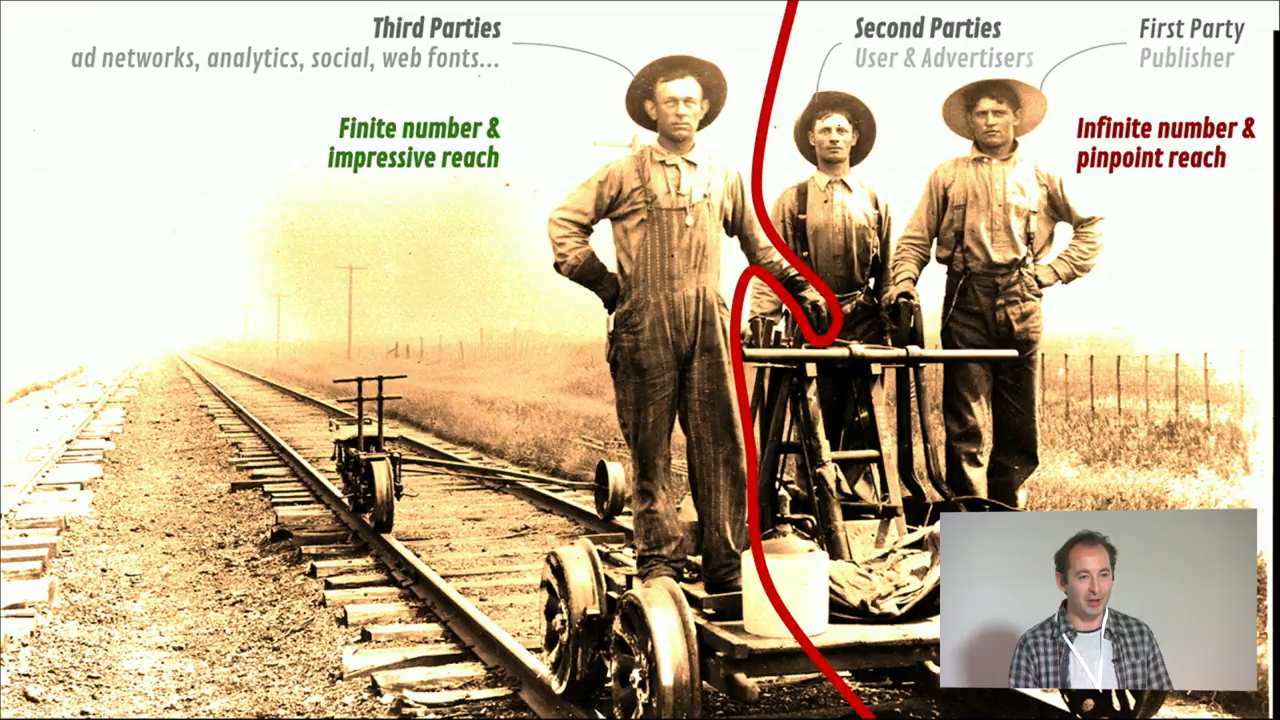 Third Parties
ad networks, analytics, social, web fonts...
Finite number &
impressive reach
Second Parties
User & Advertisers
First Party
Publisher
Infinite number &
pinpoint reach